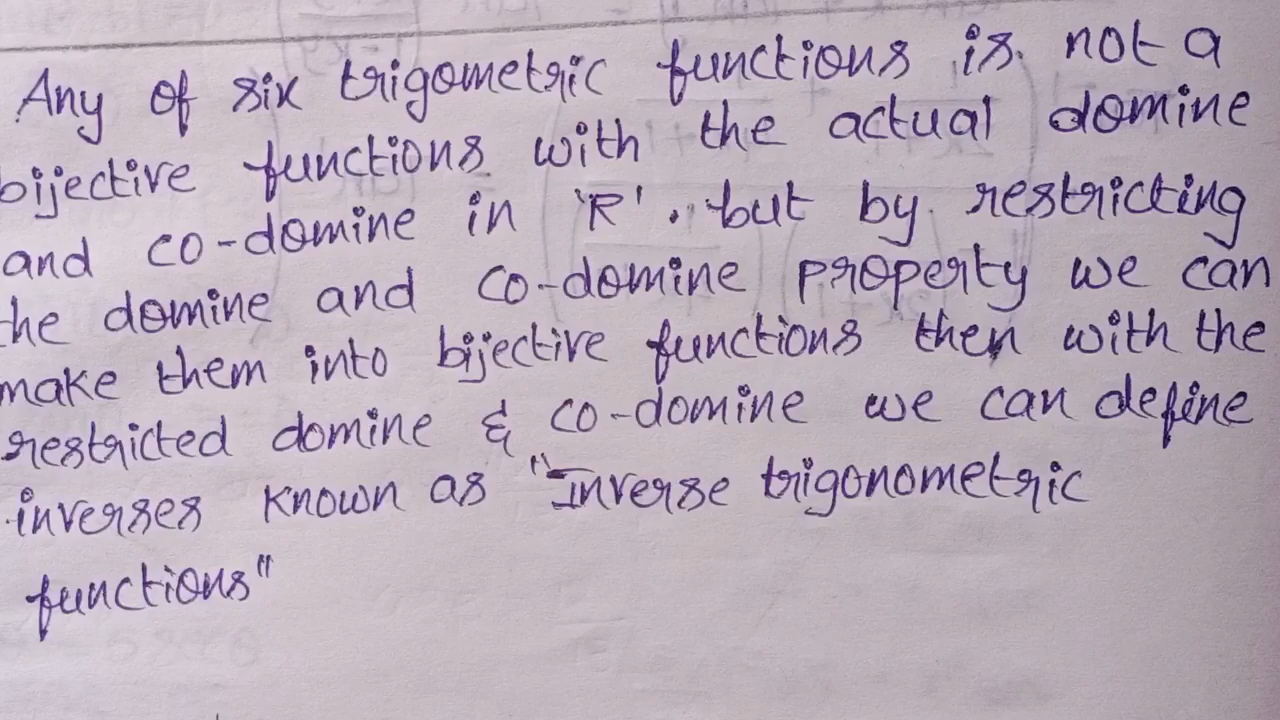 Any of six trigometric functions is not a
bijective functions with the actual domine
and co-domine in 'R'. but by restricting
the domine and co-domine property we can
make them into bijective functions then with the
restricted domine & co-domine we can define
inverses known as "Inverse trigonometric
functions"